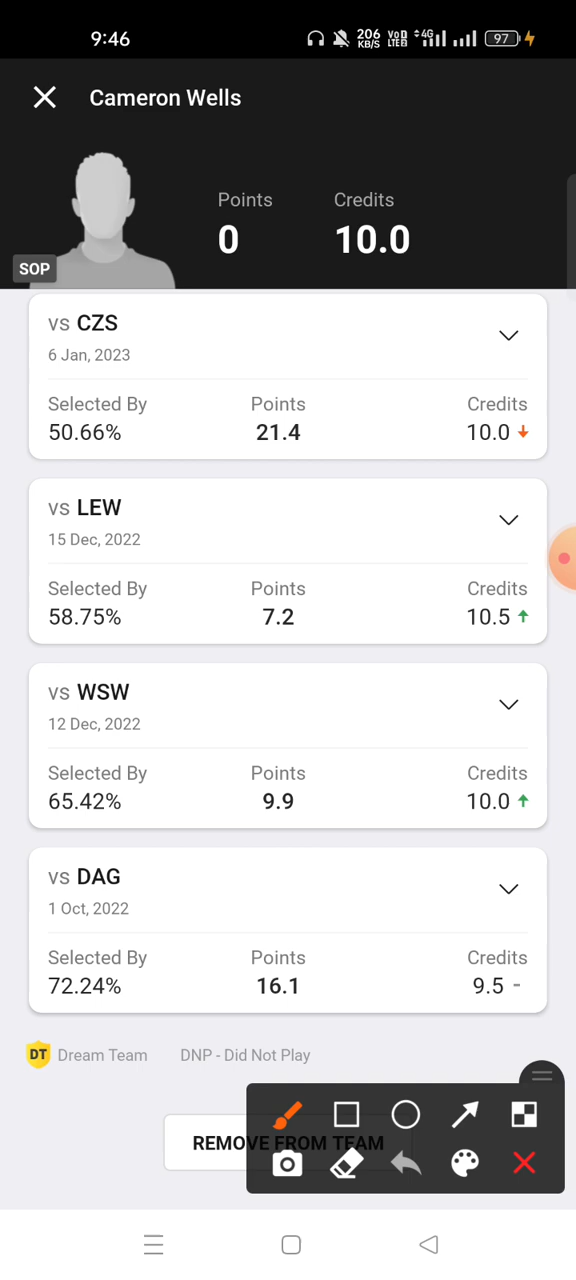 9:46
206 KB/S
Vo LTE 2
4G
97
Cameron Wells
Points Credits
0 10.0
SOP
vs CZS
6 Jan, 2023
Selected By Points Credits
50.66% 21.4 10.0
vs LEW
15 Dec, 2022
Selected By Points Credits
58.75% 7.2 10.5
vs WSW
12 Dec, 2022
Selected By Points Credits
65.42% 9.9 10.0
vs DAG
1 Oct, 2022
Selected By Points Credits
72.24% 16.1 9.5 -
DT Dream Team DNP - Did Not Play
REMOVE FROM TEAM